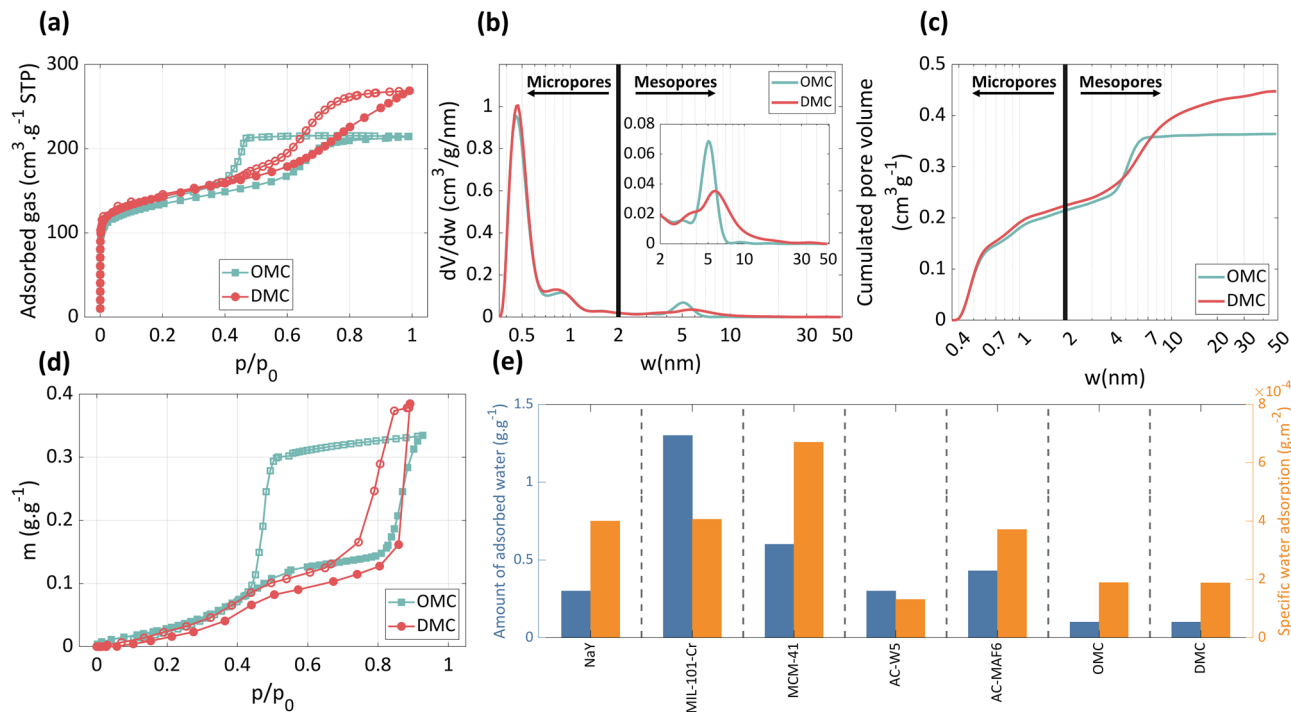 (a)
300
200
100
0
Adsorbed gas (cm³.g⁻¹ STP)
OMC
DMC
0 0.2 0.4 0.6 0.8 1
p/p₀
(b)
Micropores
Mesopores
OMC
DMC
1
0.8
0.6
0.4
0.2
0
dV/dw (cm³/g/nm)
0.08
0.06
0.04
0.02
0
2 5 10 50
0.5 1 2 5 10 50
w(nm)
(c)
Micropores
Mesopores
0.5
0.4
0.3
0.2
0.1
0
Cumulated pore volume
(cm³ g⁻¹)
OMC
DMC
0.4 0.7 1 2 4 7 10 20 30 50
w(nm)
(d)
0.4
0.3
0.2
0.1
0
m (g.g⁻¹)
OMC
DMC
0 0.2 0.4 0.6 0.8 1
p/p₀
(e)
1.5
1
0.5
0
Amount of adsorbed water (g.g⁻¹)
×10⁻⁴
8
6
4
2
0
Specific water adsorption (g.m⁻²)
NaY
MIL-101-Cr
MCM-41
AC-W5
AC-MAF6
OMC
DMC